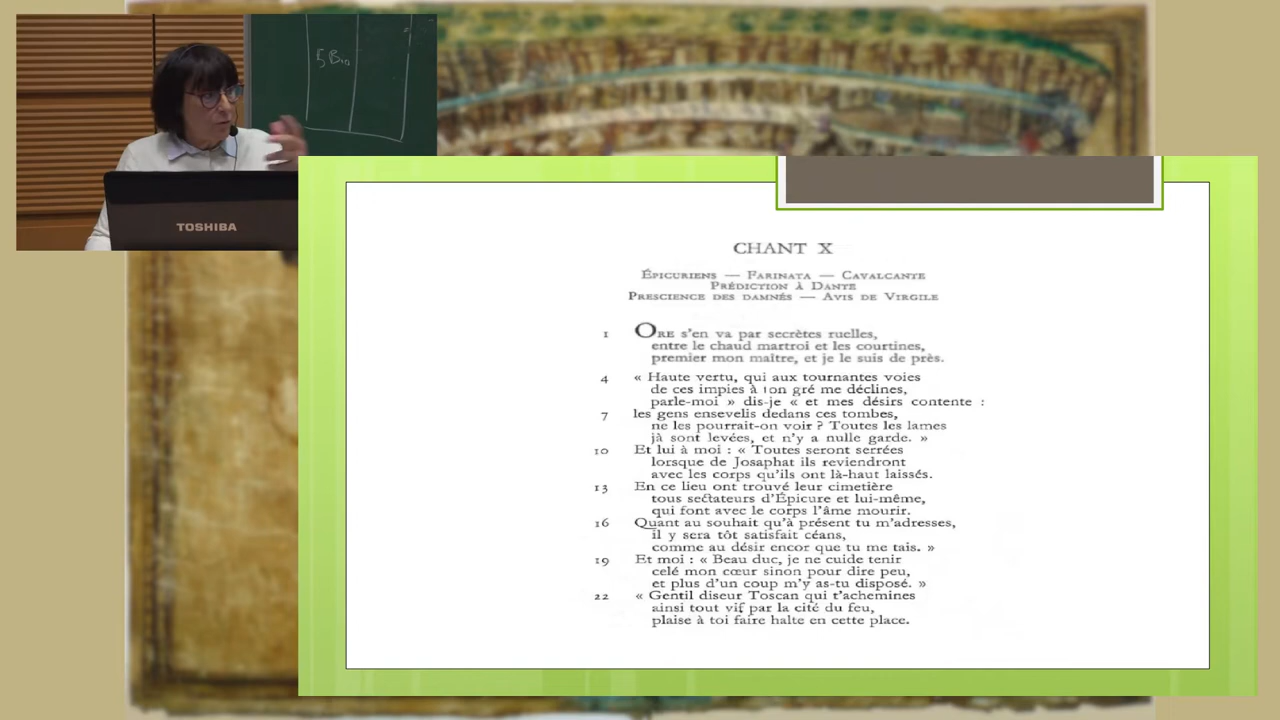 TOSHIBA
CHANT X
ÉPICURIENS — FARINATA — CAVALCANTE
PRÉDICTION À DANTE
PRESCIENCE DES DAMNÉS — AVIS DE VIRGILE
1 ORE s'en va par secrètes ruelles,
entre le chaud martroi et les courtines,
premier mon maître, et je le suis de près.
4 « Haute vertu, qui aux tournantes voies
de ces impies à ton gré me déclines,
parle-moi » dis-je « et mes désirs contente :
7 les gens ensevelis dedans ces tombes,
ne les pourrait-on voir ? Toutes les lames
jà sont levées, et n'y a nulle garde. »
10 Et lui à moi : « Toutes seront serrées
lorsque de Josaphat ils reviendront
avec les corps qu'ils ont là-haut laissés.
13 En ce lieu ont trouvé leur cimetière
tous sectateurs d'Épicure et lui-même,
qui font avec le corps l'âme mourir.
16 Quant au souhait qu'à présent tu m'adresses,
il y sera tôt satisfait céans,
comme au désir encor que tu me tais. »
19 Et moi : « Beau duc, je ne cuide tenir
celé mon cœur sinon pour dire peu,
et plus d'un coup m'y as-tu disposé. »
22 « Gentil diseur Toscan qui t'achemines
ainsi tout vif par la cité du feu,
plaise à toi faire halte en cette place.